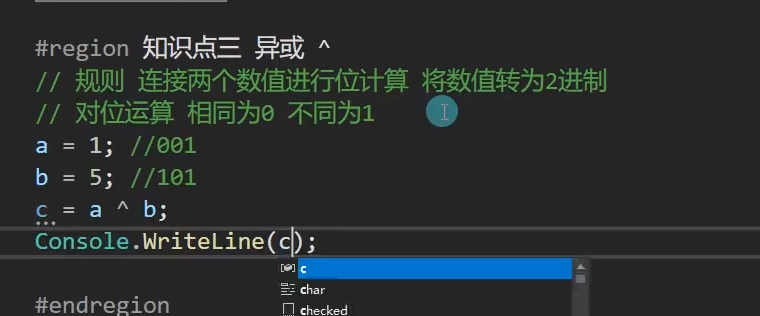 #region 知识点三 异或 ^
// 规则 连接两个数值进行位计算 将数值转为2进制
// 对位运算 相同为0 不同为1
a = 1; //001
b = 5; //101
c = a ^ b;
Console.WriteLine(c);
c
char
checked
#endregion